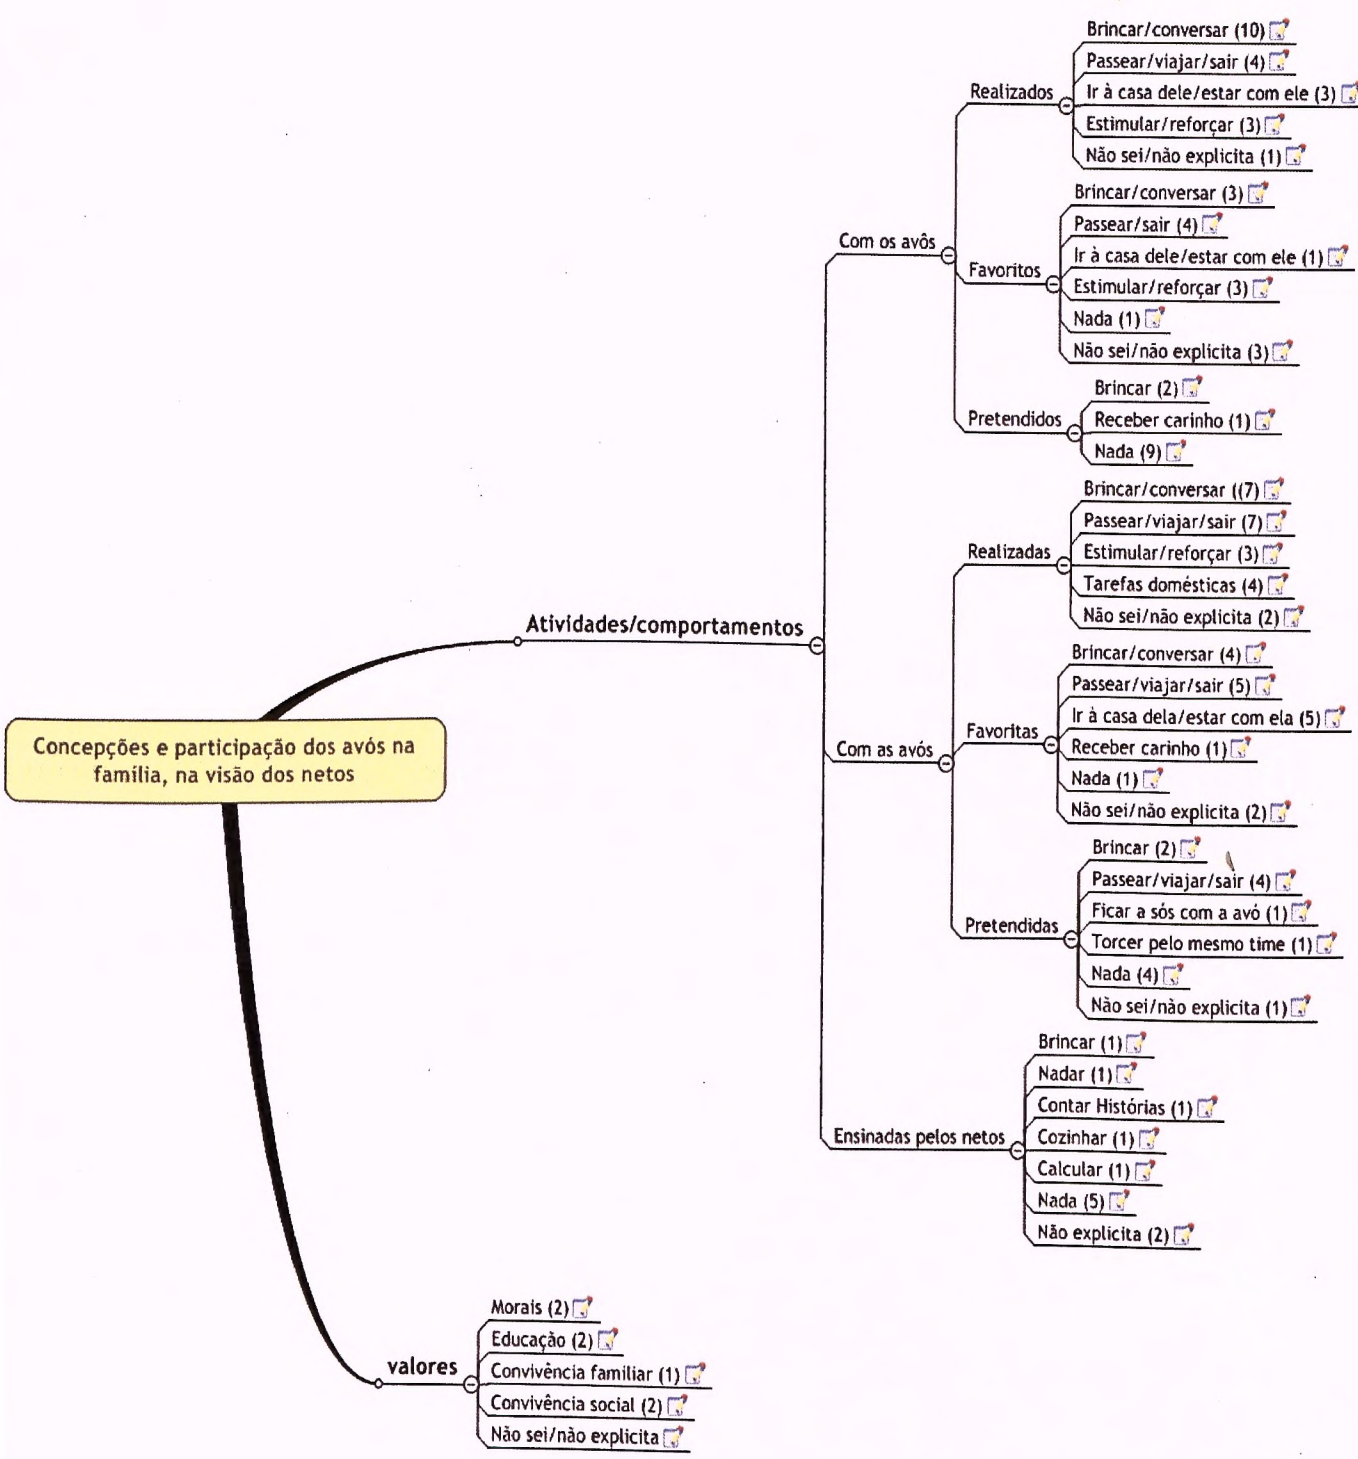 Concepções e participação dos avós na
família, na visão dos netos
Atividades/comportamentos
Com os avôs
Realizados
Brincar/conversar (10)
Passear/viajar/sair (4)
Ir à casa dele/estar com ele (3)
Estimular/reforçar (3)
Não sei/não explicita (1)
Favoritos
Brincar/conversar (3)
Passear/sair (4)
Ir à casa dele/estar com ele (1)
Estimular/reforçar (3)
Nada (1)
Não sei/não explicita (3)
Pretendidos
Brincar (2)
Receber carinho (1)
Nada (9)
Com as avós
Realizadas
Brincar/conversar ((7)
Passear/viajar/sair (7)
Estimular/reforçar (3)
Tarefas domésticas (4)
Não sei/não explicita (2)
Favoritas
Brincar/conversar (4)
Passear/viajar/sair (5)
Ir à casa dela/estar com ela (5)
Receber carinho (1)
Nada (1)
Não sei/não explicita (2)
Pretendidas
Brincar (2)
Passear/viajar/sair (4)
Ficar a sós com a avó (1)
Torcer pelo mesmo time (1)
Nada (4)
Não sei/não explicita (1)
Ensinadas pelos netos
Brincar (1)
Nadar (1)
Contar Histórias (1)
Cozinhar (1)
Calcular (1)
Nada (5)
Não explicita (2)
valores
Morais (2)
Educação (2)
Convivência familiar (1)
Convivência social (2)
Não sei/não explicita